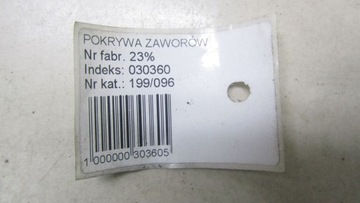 POKRYWA ZAWORÓW
Nr fabr. 23%
Indeks: 030360
Nr kat.: 199/096
1 000000 303605